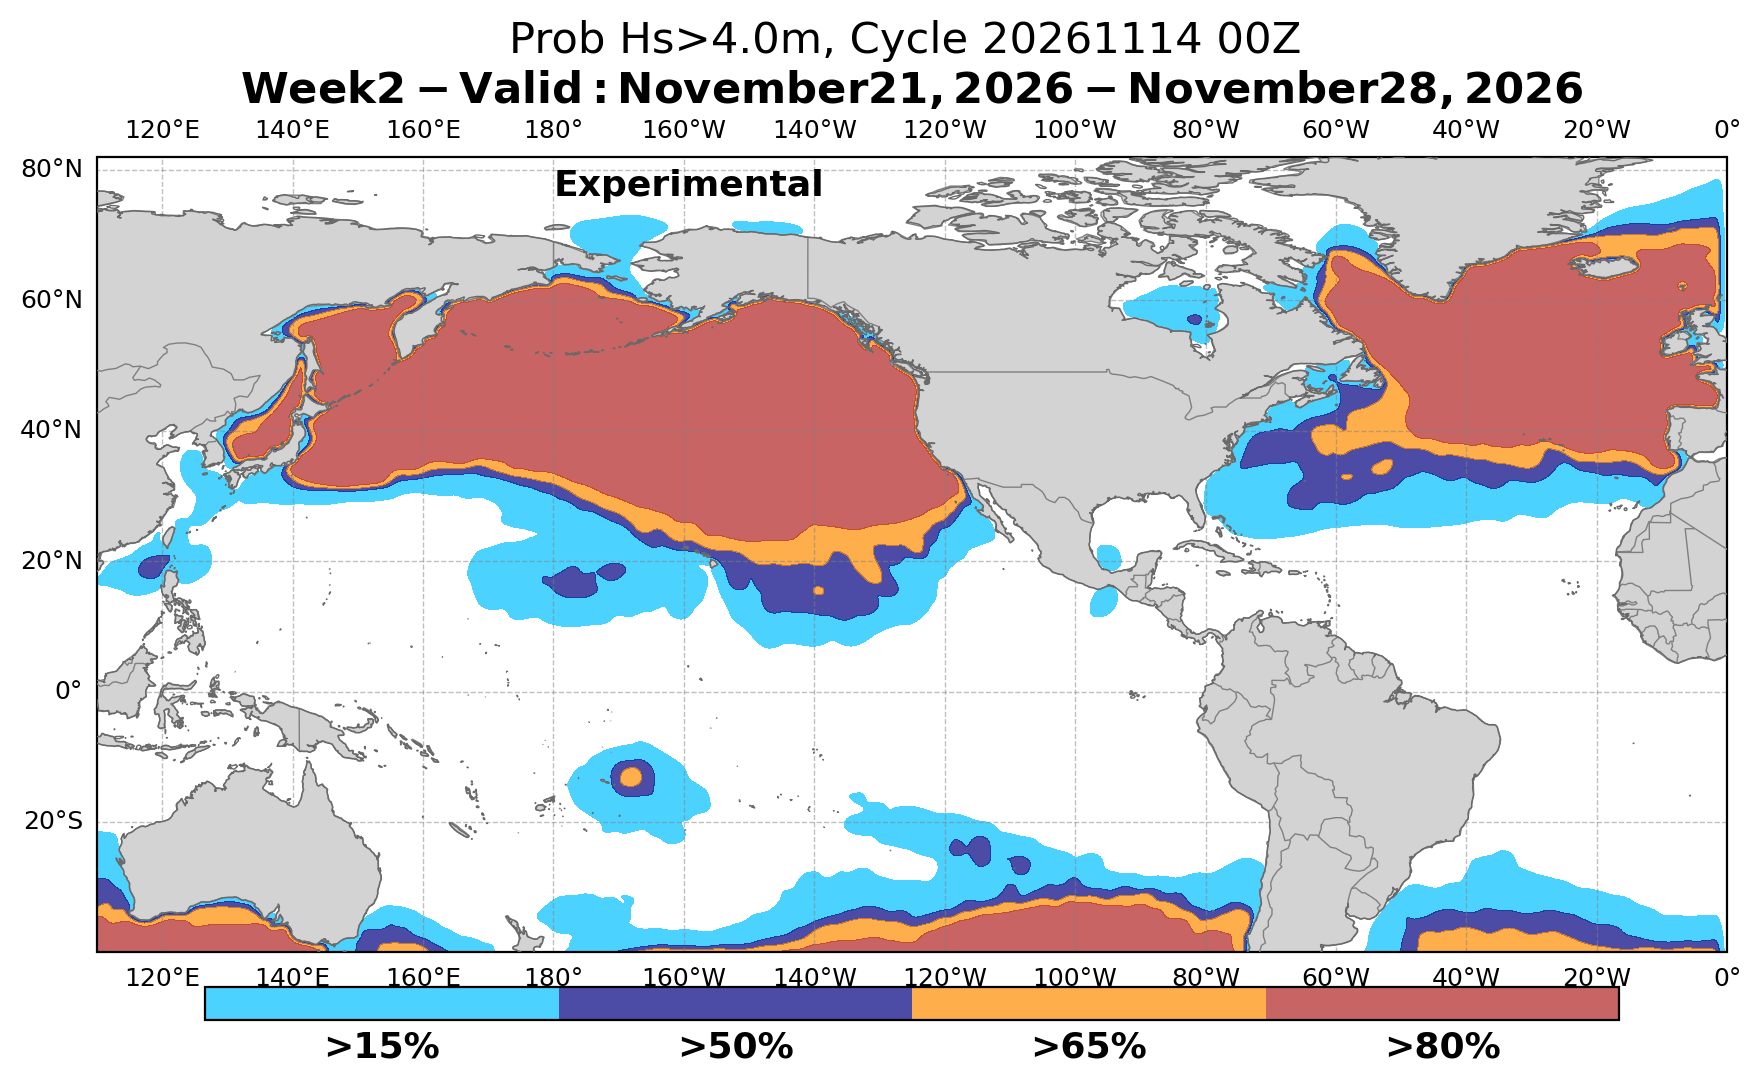 Prob Hs>4.0m, Cycle 20261114 00Z
Week2 − Valid : November21, 2026 − November28, 2026
120°E 140°E 160°E 180° 160°W 140°W 120°W 100°W 80°W 60°W 40°W 20°W 0°
80°N
Experimental
60°N
40°N
20°N
0°
20°S
120°E 140°E 160°E 180° 160°W 140°W 120°W 100°W 80°W 60°W 40°W 20°W 0°
>15% >50% >65% >80%